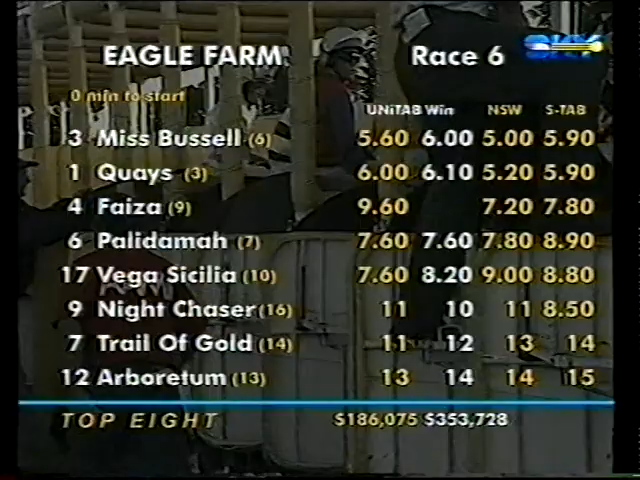 EAGLE FARM Race 6 SKY
0 min to start
UNiTAB Win NSW S-TAB
3 Miss Bussell (6) 5.60 6.00 5.00 5.90
1 Quays (3) 6.00 6.10 5.20 5.90
4 Faiza (9) 9.60 7.20 7.80
6 Palidamah (7) 7.60 7.60 7.80 8.90
17 Vega Sicilia (10) 7.60 8.20 9.00 8.80
9 Night Chaser (16) 11 10 11 8.50
7 Trail Of Gold (14) 11 12 13 14
12 Arboretum (13) 13 14 14 15
TOP EIGHT $186,075 $353,728